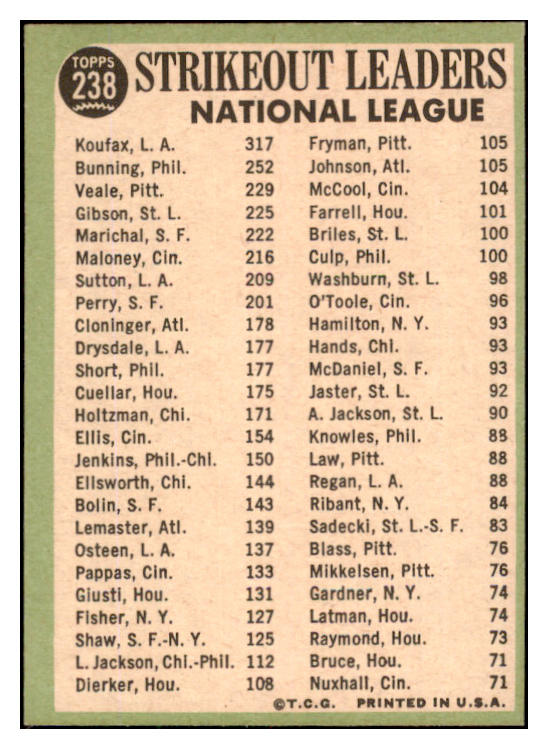 TOPPS
238
STRIKEOUT LEADERS
NATIONAL LEAGUE
Koufax, L. A. 317
Bunning, Phil. 252
Veale, Pitt. 229
Gibson, St. L. 225
Marichal, S. F. 222
Maloney, Cin. 216
Sutton, L. A. 209
Perry, S. F. 201
Cloninger, Atl. 178
Drysdale, L. A. 177
Short, Phil. 177
Cuellar, Hou. 175
Holtzman, Chi. 171
Ellis, Cin. 154
Jenkins, Phil.-Chi. 150
Ellsworth, Chi. 144
Bolin, S. F. 143
Lemaster, Atl. 139
Osteen, L. A. 137
Pappas, Cin. 133
Giusti, Hou. 131
Fisher, N. Y. 127
Shaw, S. F.-N. Y. 125
L. Jackson, Chi.-Phil. 112
Dierker, Hou. 108
Fryman, Pitt. 105
Johnson, Atl. 105
McCool, Cin. 104
Farrell, Hou. 101
Briles, St. L. 100
Culp, Phil. 100
Washburn, St. L. 98
O'Toole, Cin. 96
Hamilton, N. Y. 93
Hands, Chi. 93
McDaniel, S. F. 93
Jaster, St. L. 92
A. Jackson, St. L. 90
Knowles, Phil. 88
Law, Pitt. 88
Regan, L. A. 88
Ribant, N. Y. 84
Sadecki, St. L.-S. F. 83
Blass, Pitt. 76
Mikkelsen, Pitt. 76
Gardner, N. Y. 74
Latman, Hou. 74
Raymond, Hou. 73
Bruce, Hou. 71
Nuxhall, Cin. 71
©T.C.G. PRINTED IN U.S.A.